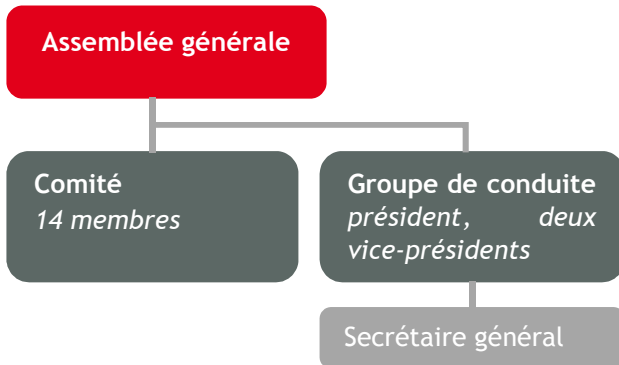 Assemblée générale
Comité
14 membres
Groupe de conduite
président, deux
vice-présidents
Secrétaire général